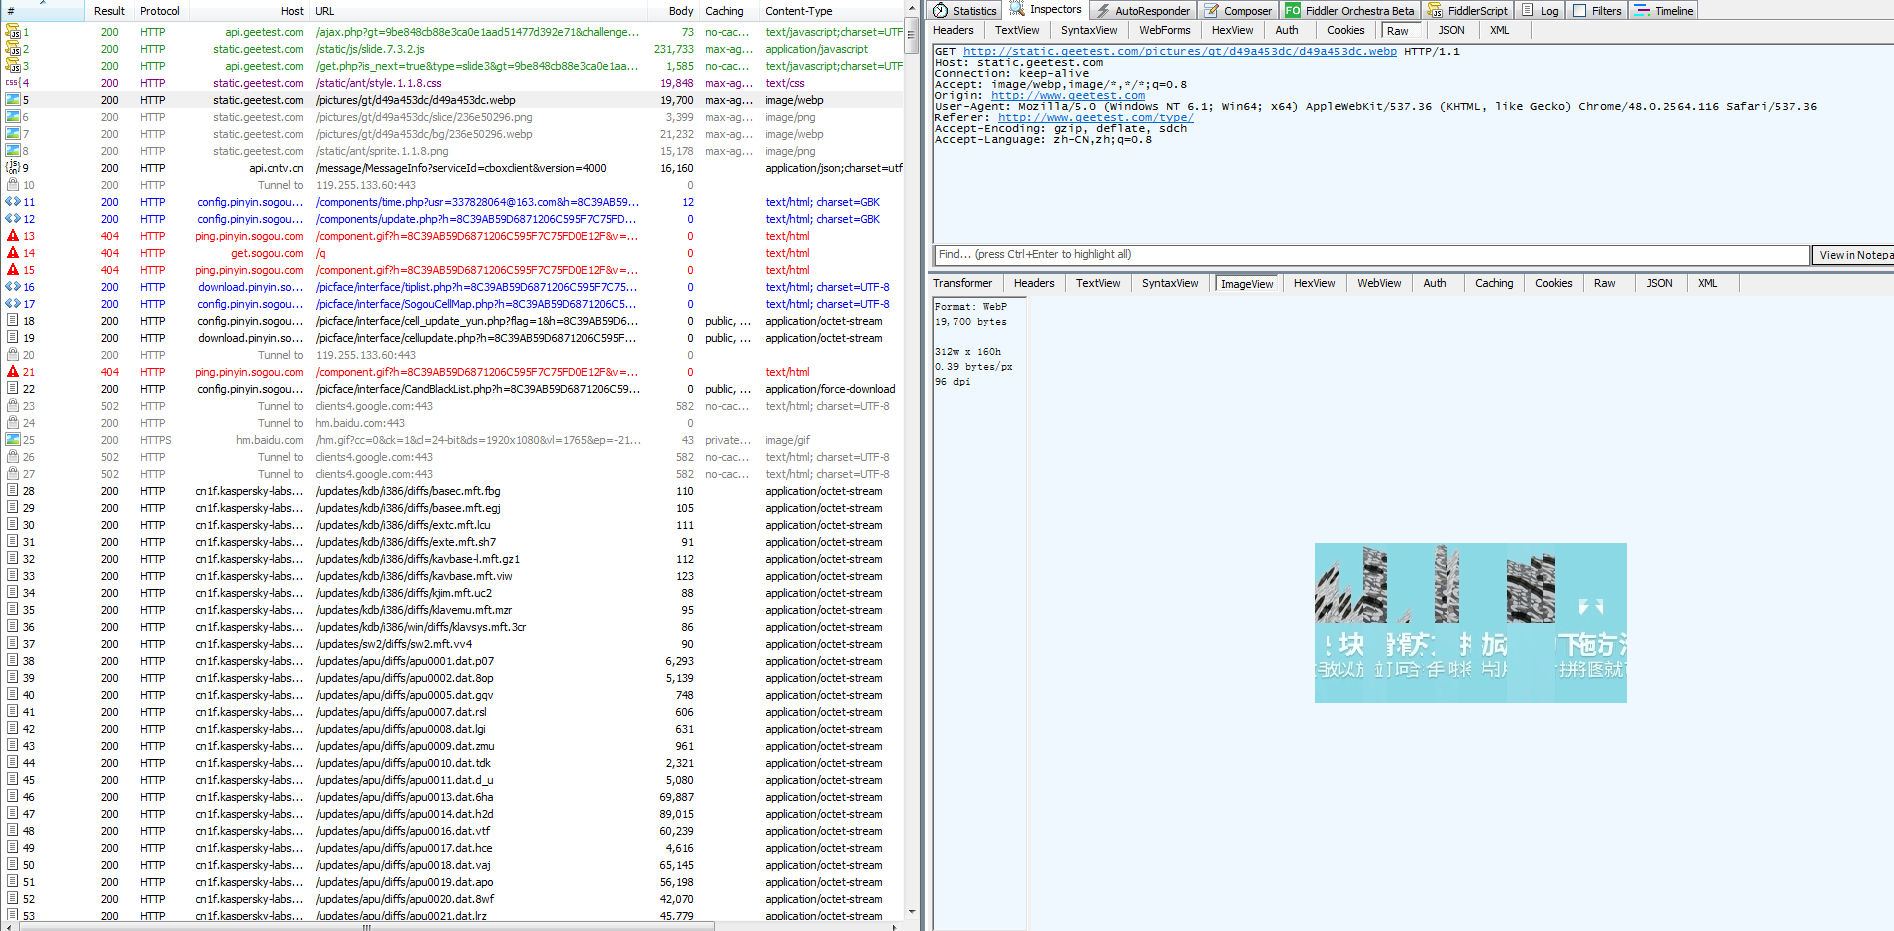 # Result Protocol Host URL Body Caching Content-Type
1 200 HTTP api.geetest.com /ajax.php?gt=9be848cb88e3ca0e1aad51477d392e71&challenge... 73 no-cac... text/javascript;charset=UTF
2 200 HTTP static.geetest.com /static/js/slide.7.3.2.js 231,733 max-ag... application/javascript
3 200 HTTP api.geetest.com /get.php?is_next=true&type=slide3&gt=9be848cb88e3ca0e1aa... 1,585 no-cac... text/javascript;charset=UTF
4 200 HTTP static.geetest.com /static/ant/style.1.1.8.css 19,848 max-ag... text/css
5 200 HTTP static.geetest.com /pictures/gt/d49a453dc/d49a453dc.webp 19,700 max-ag... image/webp
6 200 HTTP static.geetest.com /pictures/gt/d49a453dc/slice/236e50296.png 3,399 max-ag... image/png
7 200 HTTP static.geetest.com /pictures/gt/d49a453dc/bg/236e50296.webp 21,232 max-ag... image/webp
8 200 HTTP static.geetest.com /static/ant/sprite.1.1.8.png 15,178 max-ag... image/png
9 200 HTTP api.cntv.cn /message/MessageInfo?serviceId=cboxclient&version=4000 16,160 application/json;charset=utf
10 200 HTTP Tunnel to 119.255.133.60:443 0
11 200 HTTP config.pinyin.sogou... /components/time.php?usr=337828064@163.com&h=8C39AB59... 12 text/html; charset=GBK
12 200 HTTP config.pinyin.sogou... /components/update.php?h=8C39AB59D6871206C595F7C75FD... 0 text/html; charset=GBK
13 404 HTTP ping.pinyin.sogou.com /component.gif?h=8C39AB59D6871206C595F7C75FD0E12F&v=... 0 text/html
14 404 HTTP get.sogou.com /q 0 text/html
15 404 HTTP ping.pinyin.sogou.com /component.gif?h=8C39AB59D6871206C595F7C75FD0E12F&v=... 0 text/html
16 200 HTTP download.pinyin.so... /picface/interface/tiplist.php?h=8C39AB59D6871206C595F7C... 0 text/html; charset=UTF-8
17 200 HTTP config.pinyin.sogou... /picface/interface/SogouCellMap.php?h=8C39AB59D6871206C... 0 text/html; charset=UTF-8
18 200 HTTP config.pinyin.sogou... /picface/interface/cell_update_yun.php?flag=1&h=8C39AB59D6... 0 public, ... application/octet-stream
19 200 HTTP download.pinyin.so... /picface/interface/cellupdate.php?h=8C39AB59D6871206C595F... 0 public, ... application/octet-stream
20 200 HTTP Tunnel to 119.255.133.60:443 0
21 404 HTTP ping.pinyin.sogou.com /component.gif?h=8C39AB59D6871206C595F7C75FD0E12F&v=... 0 text/html
22 200 HTTP config.pinyin.sogou... /picface/interface/CandBlackList.php?h=8C39AB59D6871206C59... 0 public, ... application/force-download
23 502 HTTP Tunnel to clients4.google.com:443 582 no-cac... text/html; charset=UTF-8
24 200 HTTP Tunnel to hm.baidu.com:443 0
25 200 HTTPS hm.baidu.com /hm.gif?cc=0&ck=1&cl=24-bit&ds=1920x1080&vl=1765&ep=-21... 43 private... image/gif
26 502 HTTP Tunnel to clients4.google.com:443 582 no-cac... text/html; charset=UTF-8
27 502 HTTP Tunnel to clients4.google.com:443 582 no-cac... text/html; charset=UTF-8
28 200 HTTP cn1f.kaspersky-labs... /updates/kdb/i386/diffs/basec.mft.fbg 110 application/octet-stream
29 200 HTTP cn1f.kaspersky-labs... /updates/kdb/i386/diffs/basee.mft.egj 105 application/octet-stream
30 200 HTTP cn1f.kaspersky-labs... /updates/kdb/i386/diffs/extc.mft.lcu 111 application/octet-stream
31 200 HTTP cn1f.kaspersky-labs... /updates/kdb/i386/diffs/exte.mft.sh7 91 application/octet-stream
32 200 HTTP cn1f.kaspersky-labs... /updates/kdb/i386/diffs/kavbase-l.mft.gz1 112 application/octet-stream
33 200 HTTP cn1f.kaspersky-labs... /updates/kdb/i386/diffs/kavbase.mft.viw 123 application/octet-stream
34 200 HTTP cn1f.kaspersky-labs... /updates/kdb/i386/diffs/kjim.mft.uc2 88 application/octet-stream
35 200 HTTP cn1f.kaspersky-labs... /updates/kdb/i386/diffs/klavemu.mft.mzr 95 application/octet-stream
36 200 HTTP cn1f.kaspersky-labs... /updates/kdb/i386/win/diffs/klavsys.mft.3cr 86 application/octet-stream
37 200 HTTP cn1f.kaspersky-labs... /updates/sw2/diffs/sw2.mft.vv4 90 application/octet-stream
38 200 HTTP cn1f.kaspersky-labs... /updates/apu/diffs/apu0001.dat.p07 6,293 application/octet-stream
39 200 HTTP cn1f.kaspersky-labs... /updates/apu/diffs/apu0002.dat.8op 5,139 application/octet-stream
40 200 HTTP cn1f.kaspersky-labs... /updates/apu/diffs/apu0005.dat.gqv 748 application/octet-stream
41 200 HTTP cn1f.kaspersky-labs... /updates/apu/diffs/apu0007.dat.rsl 606 application/octet-stream
42 200 HTTP cn1f.kaspersky-labs... /updates/apu/diffs/apu0008.dat.lgi 631 application/octet-stream
43 200 HTTP cn1f.kaspersky-labs... /updates/apu/diffs/apu0009.dat.zmu 961 application/octet-stream
44 200 HTTP cn1f.kaspersky-labs... /updates/apu/diffs/apu0010.dat.tdk 2,321 application/octet-stream
45 200 HTTP cn1f.kaspersky-labs... /updates/apu/diffs/apu0011.dat.d_u 5,080 application/octet-stream
46 200 HTTP cn1f.kaspersky-labs... /updates/apu/diffs/apu0013.dat.6ha 69,887 application/octet-stream
47 200 HTTP cn1f.kaspersky-labs... /updates/apu/diffs/apu0014.dat.h2d 89,015 application/octet-stream
48 200 HTTP cn1f.kaspersky-labs... /updates/apu/diffs/apu0016.dat.vtf 60,239 application/octet-stream
49 200 HTTP cn1f.kaspersky-labs... /updates/apu/diffs/apu0017.dat.hce 4,616 application/octet-stream
50 200 HTTP cn1f.kaspersky-labs... /updates/apu/diffs/apu0018.dat.vaj 65,145 application/octet-stream
51 200 HTTP cn1f.kaspersky-labs... /updates/apu/diffs/apu0019.dat.apo 56,198 application/octet-stream
52 200 HTTP cn1f.kaspersky-labs... /updates/apu/diffs/apu0020.dat.8wf 42,070 application/octet-stream
53 200 HTTP cn1f.kaspersky-labs... /updates/apu/diffs/apu0021.dat.lrz 45,779 application/octet-stream
Statistics Inspectors AutoResponder Composer FO Fiddler Orchestra Beta FiddlerScript Log Filters Timeline
Headers TextView SyntaxView WebForms HexView Auth Cookies Raw JSON XML
GET http://static.geetest.com/pictures/gt/d49a453dc/d49a453dc.webp HTTP/1.1
Host: static.geetest.com
Connection: keep-alive
Accept: image/webp,image/*,*/*;q=0.8
Origin: http://www.geetest.com
User-Agent: Mozilla/5.0 (Windows NT 6.1; Win64; x64) AppleWebKit/537.36 (KHTML, like Gecko) Chrome/48.0.2564.116 Safari/537.36
Referer: http://www.geetest.com/type/
Accept-Encoding: gzip, deflate, sdch
Accept-Language: zh-CN,zh;q=0.8
Find... (press Ctrl+Enter to highlight all) View in Notepa
Transformer Headers TextView SyntaxView ImageView HexView WebView Auth Caching Cookies Raw JSON XML
Format: WebP
19,700 bytes
312w x 160h
0.39 bytes/px
96 dpi